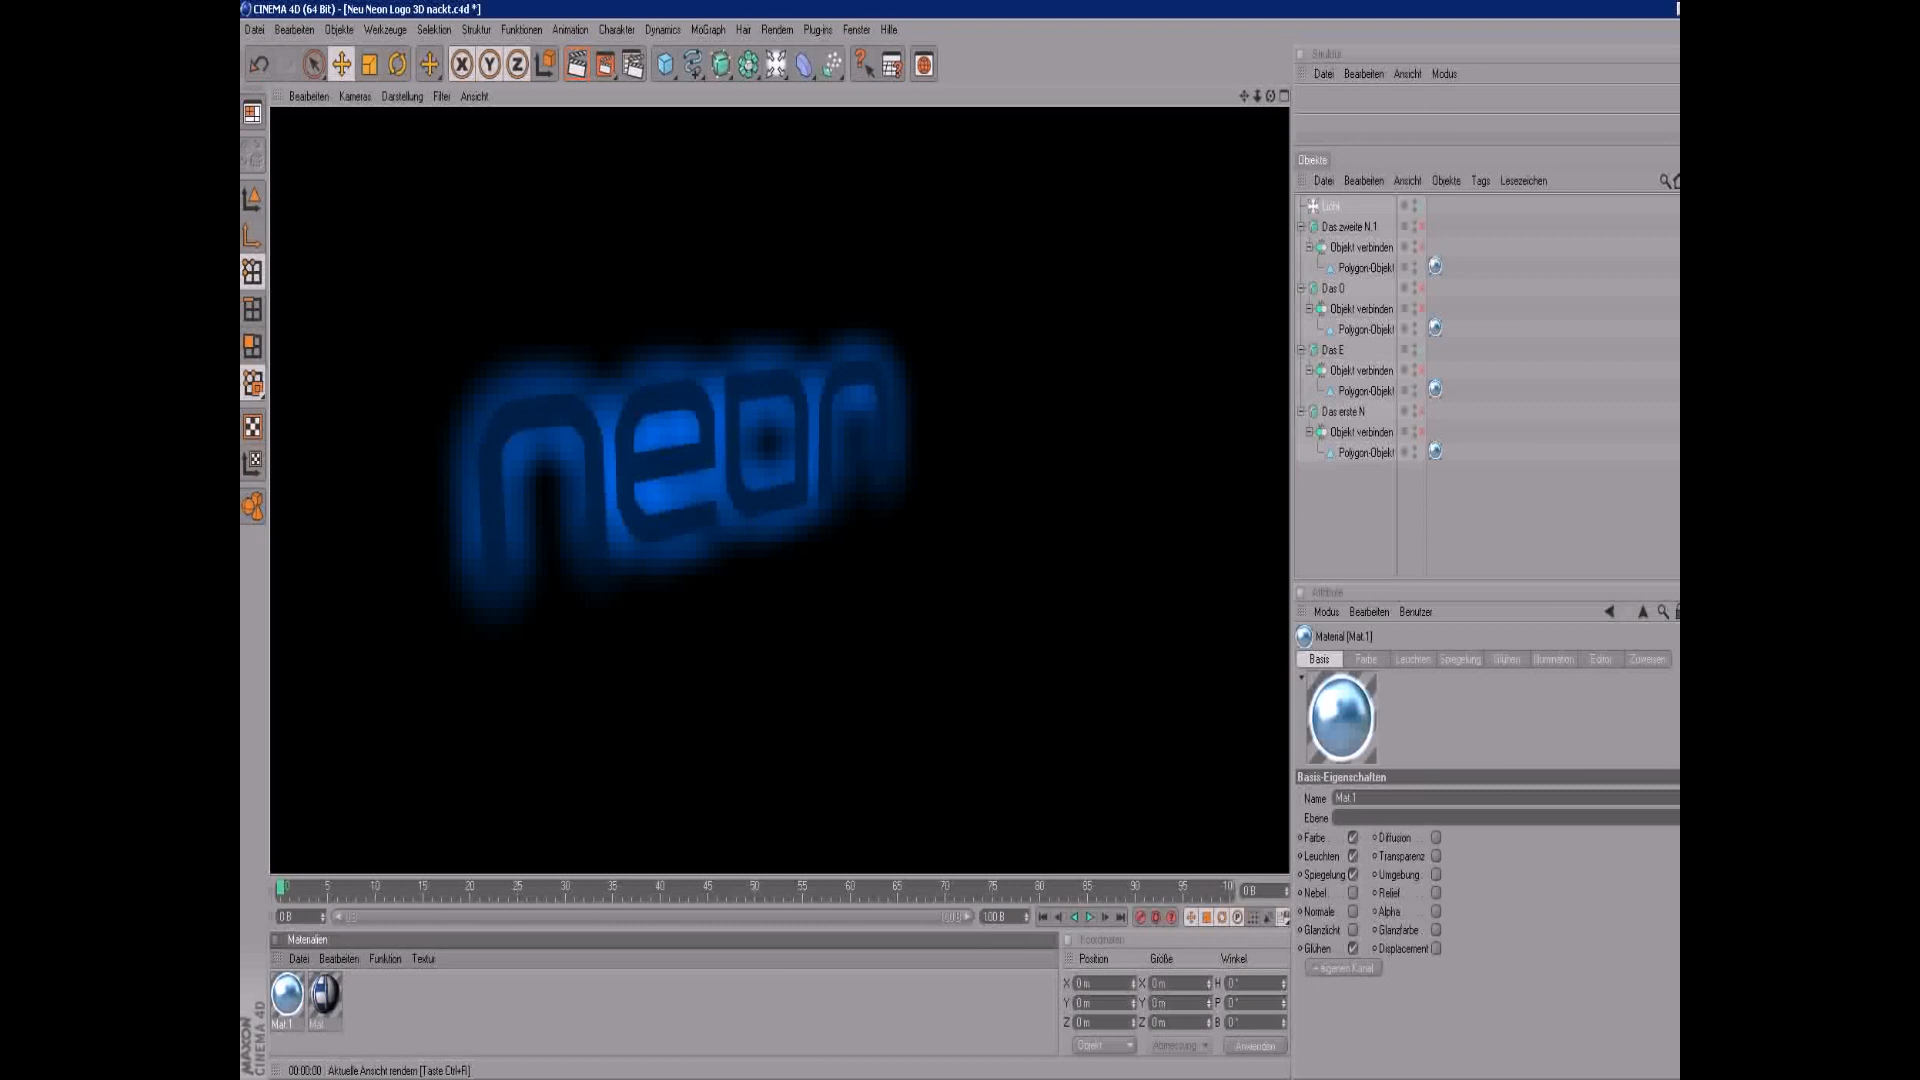 CINEMA 4D (64 Bit) - [Neu Neon Logo 3D nackt.c4d *]
Datei Bearbeiten Objekte Werkzeuge Selektion Struktur Funktionen Animation Charakter Dynamics MoGraph Hair Rendern Plug-ins Fenster Hilfe
Bearbeiten Kameras Darstellung Filter Ansicht
Struktur
Datei Bearbeiten Ansicht Modus
Objekte
Datei Bearbeiten Ansicht Objekte Tags Lesezeichen
Licht
Das zweite N.1
Objekt verbinden
Polygon-Objekt
Das O
Objekt verbinden
Polygon-Objekt
Das E
Objekt verbinden
Polygon-Objekt
Das erste N
Objekt verbinden
Polygon-Objekt
neon
Attribute
Modus Bearbeiten Benutzer
Material [Mat.1]
Basis Farbe Leuchten Spiegelung Glühen Illumination Editor Zuweisen
Basis-Eigenschaften
Name Mat.1
Ebene
Farbe Diffusion
Leuchten Transparenz
Spiegelung Umgebung
Nebel Relief
Normale Alpha
Glanzlicht Glanzfarbe
Glühen Displacement
+ eigenen Kanal
0 5 10 15 20 25 30 35 40 45 50 55 60 65 70 75 80 85 90 95 10 0 B
0 B 100 B
Materialien
Datei Bearbeiten Funktion Textur
Mat.1 Mat
Koordinaten
Position Größe Winkel
X 0 m X 0 m H 0 °
Y 0 m Y 0 m P 0 °
Z 0 m Z 0 m B 0 °
Objekt Abmessung Anwenden
MAXON
CINEMA 4D
00:00:00 Aktuelle Ansicht rendern [Taste Ctrl+R]